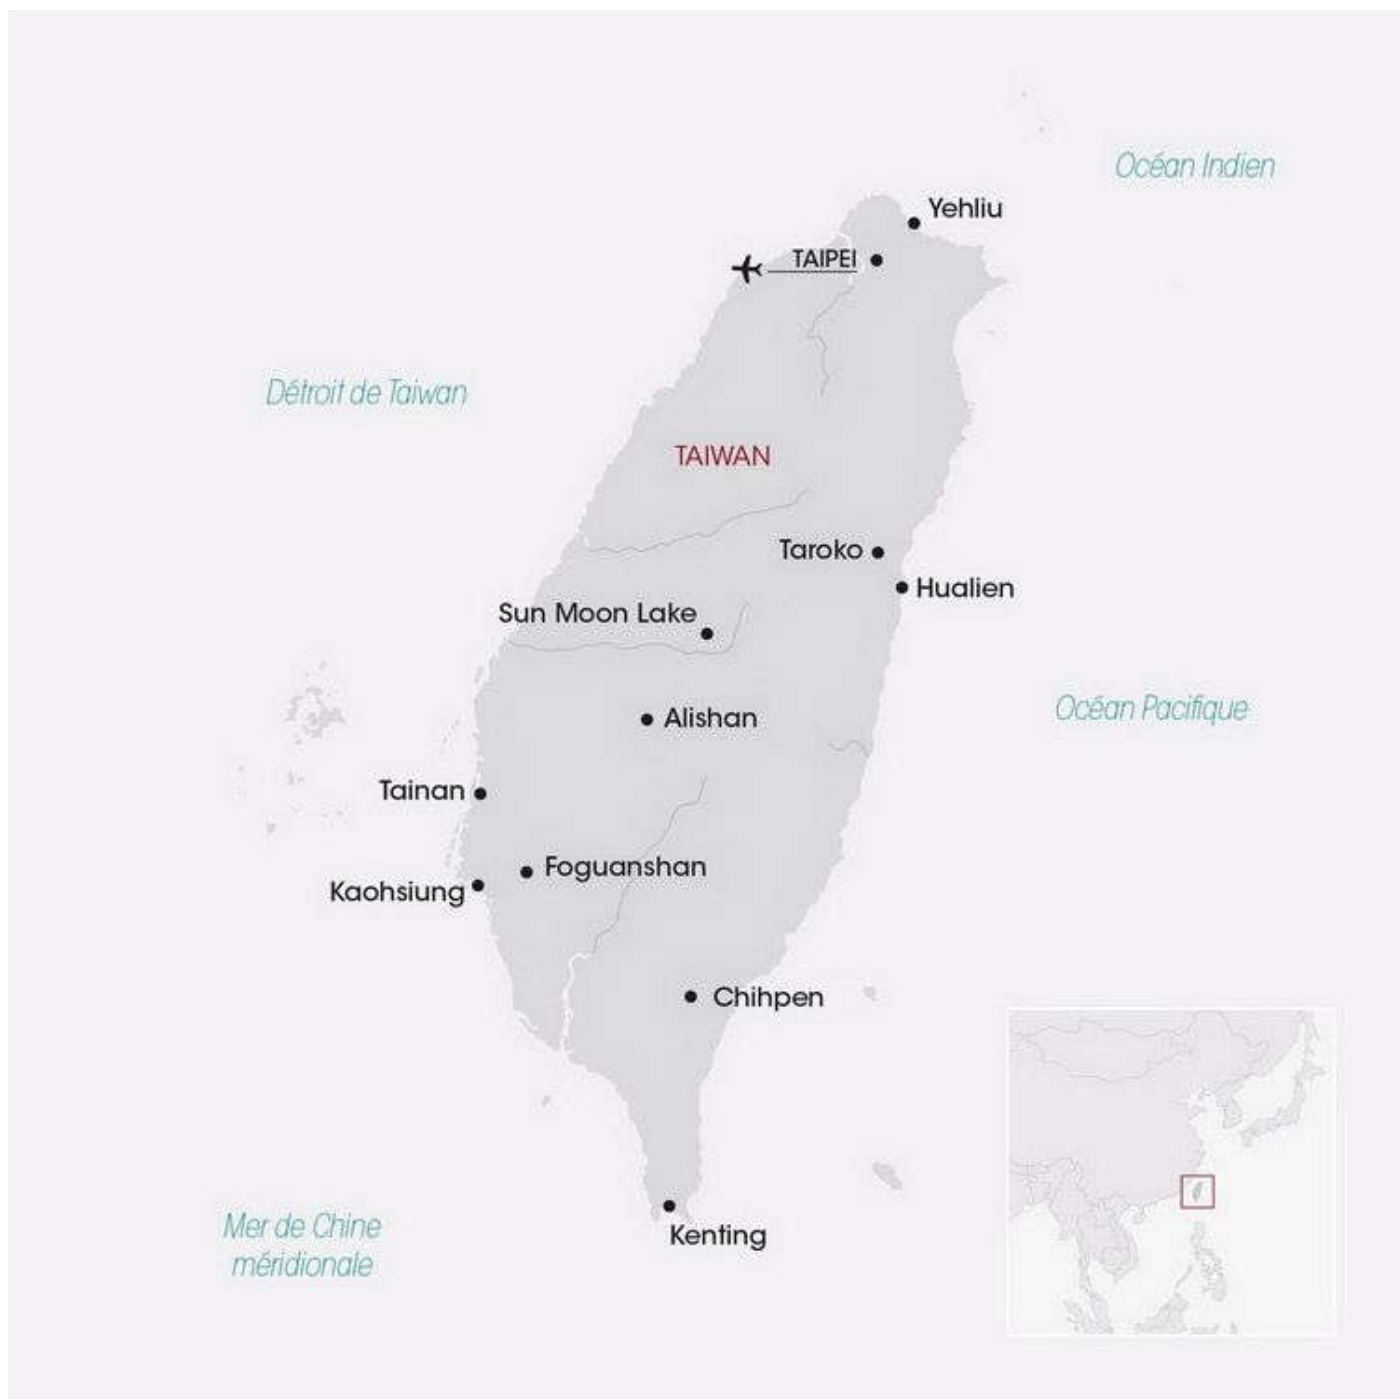 Océan Indien
Yehliu
TAIPEI
Détroit de Taiwan
TAIWAN
Taroko
Hualien
Sun Moon Lake
Océan Pacifique
Alishan
Tainan
Foguanshan
Kaohsiung
Chihpen
Mer de Chine
méridionale
Kenting